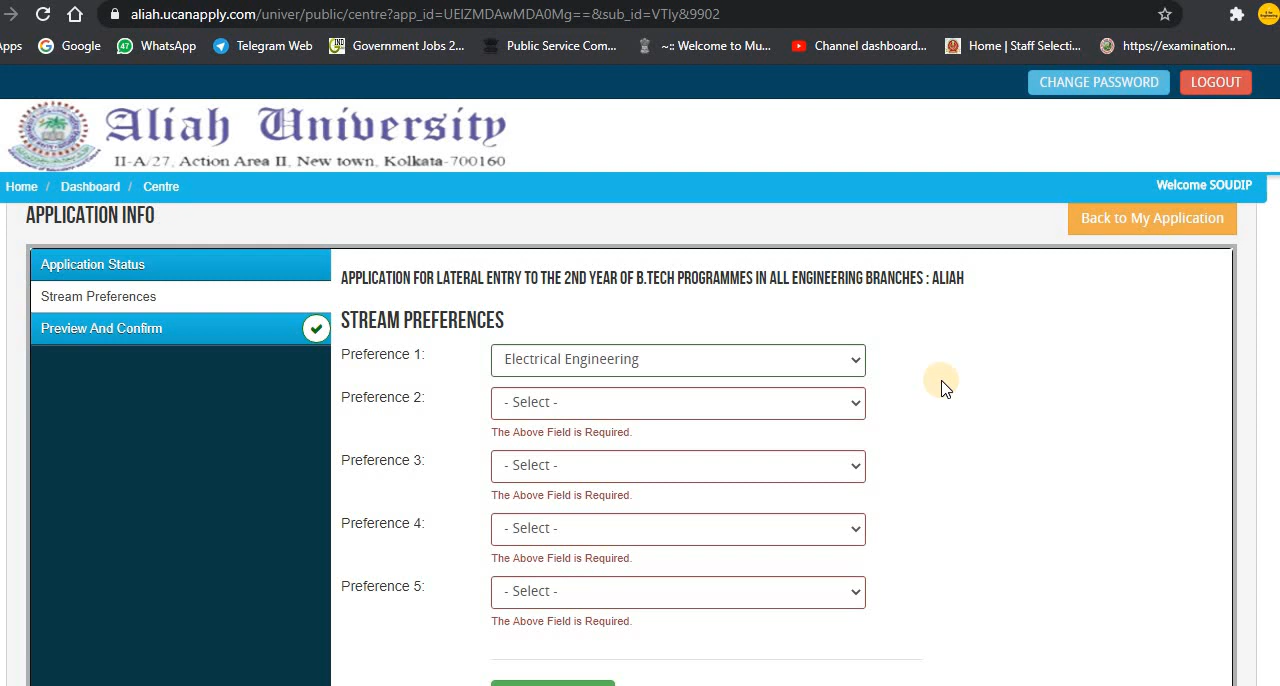 aliah.ucanapply.com/univer/public/centre?app_id=UElZMDAwMDA0Mg==&sub_id=VTIy&9902
Apps Google WhatsApp Telegram Web Government Jobs 2... Public Service Com... ~:: Welcome to Mu... Channel dashboard... Home | Staff Selecti... https://examination...
CHANGE PASSWORD LOGOUT
Aliah University
II-A/27, Action Area II, New town, Kolkata-700160
Home / Dashboard / Centre Welcome SOUDIP
APPLICATION INFO Back to My Application
Application Status
Stream Preferences
Preview And Confirm
APPLICATION FOR LATERAL ENTRY TO THE 2ND YEAR OF B.TECH PROGRAMMES IN ALL ENGINEERING BRANCHES : ALIAH
STREAM PREFERENCES
Preference 1: Electrical Engineering
Preference 2: - Select -
The Above Field is Required.
Preference 3: - Select -
The Above Field is Required.
Preference 4: - Select -
The Above Field is Required.
Preference 5: - Select -
The Above Field is Required.